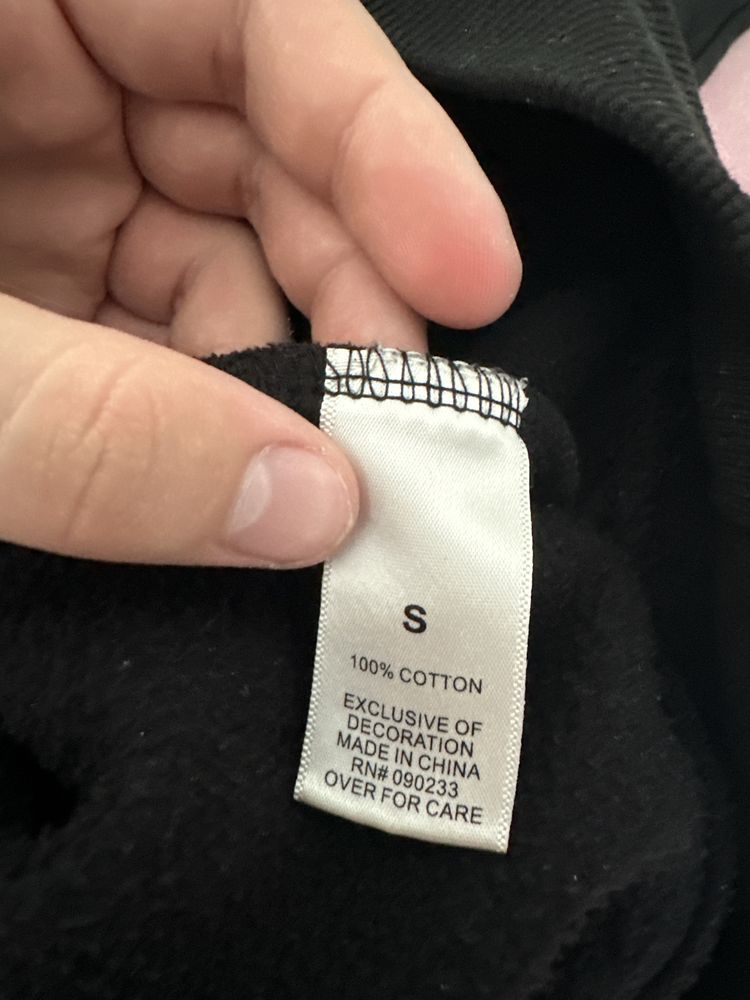 S
100% COTTON
EXCLUSIVE OF
DECORATION
MADE IN CHINA
RN# 090233
OVER FOR CARE